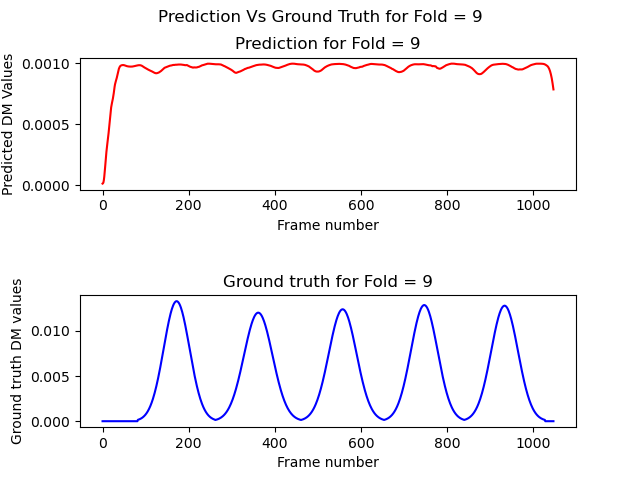 Prediction Vs Ground Truth for Fold = 9
Prediction for Fold = 9
Predicted DM Values
0.0010
0.0005
0.0000
0 200 400 600 800 1000
Frame number
Ground truth for Fold = 9
Ground truth DM values
0.010
0.005
0.000
0 200 400 600 800 1000
Frame number